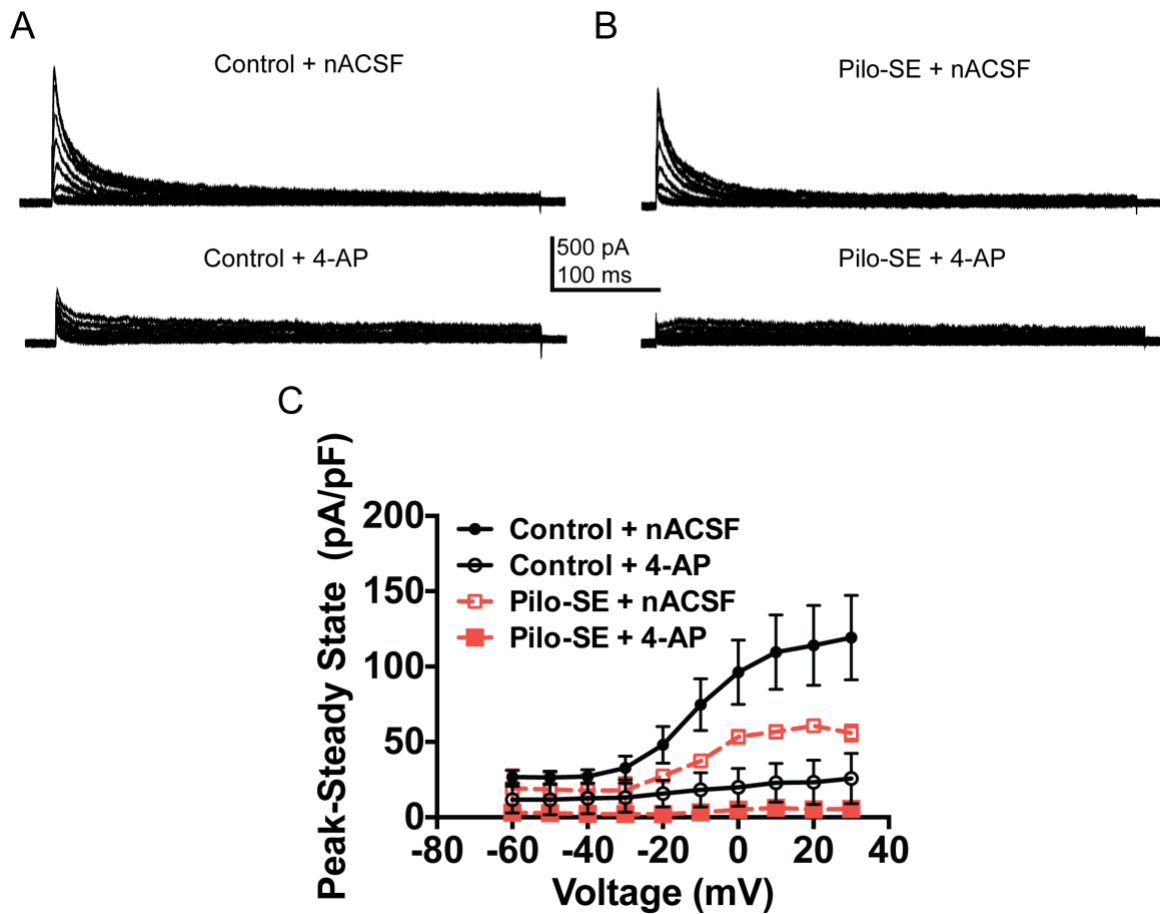 A
B
Control + nACSF
Pilo-SE + nACSF
Control + 4-AP
500 pA
100 ms
Pilo-SE + 4-AP
C
Peak-Steady State (pA/pF)
200
150
100
50
0
Control + nACSF
Control + 4-AP
Pilo-SE + nACSF
Pilo-SE + 4-AP
-80 -60 -40 -20 0 20 40
Voltage (mV)